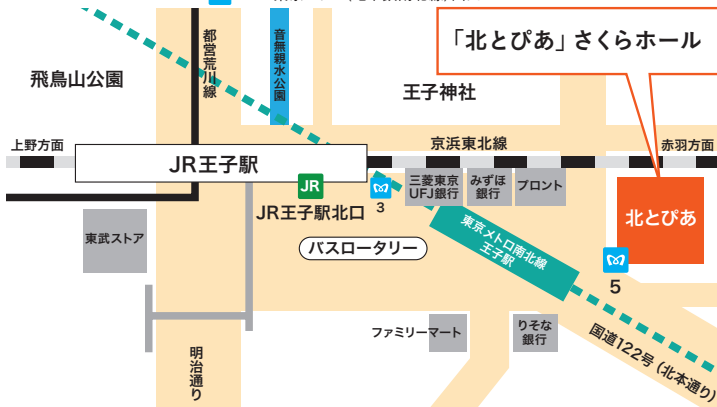 「北とぴあ」さくらホール
都営荒川線
音無親水公園
飛鳥山公園
王子神社
上野方面
京浜東北線
赤羽方面
JR王子駅
JR
JR王子駅北口
3
三菱東京
UFJ銀行
みずほ
銀行
プロント
北とぴあ
東武ストア
バスロータリー
東京メトロ南北線
王子駅
5
ファミリーマート
りそな
銀行
国道122号(北本通り)
明治通り